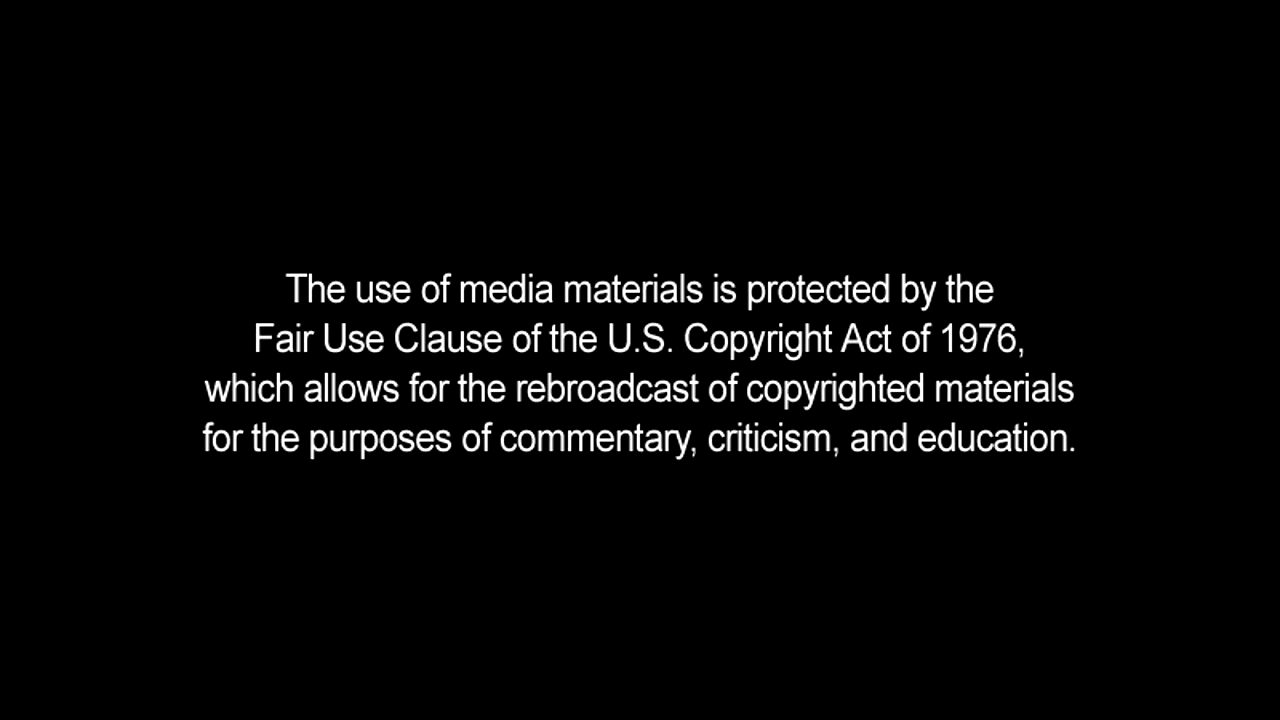 The use of media materials is protected by the
Fair Use Clause of the U.S. Copyright Act of 1976,
which allows for the rebroadcast of copyrighted materials
for the purposes of commentary, criticism, and education.